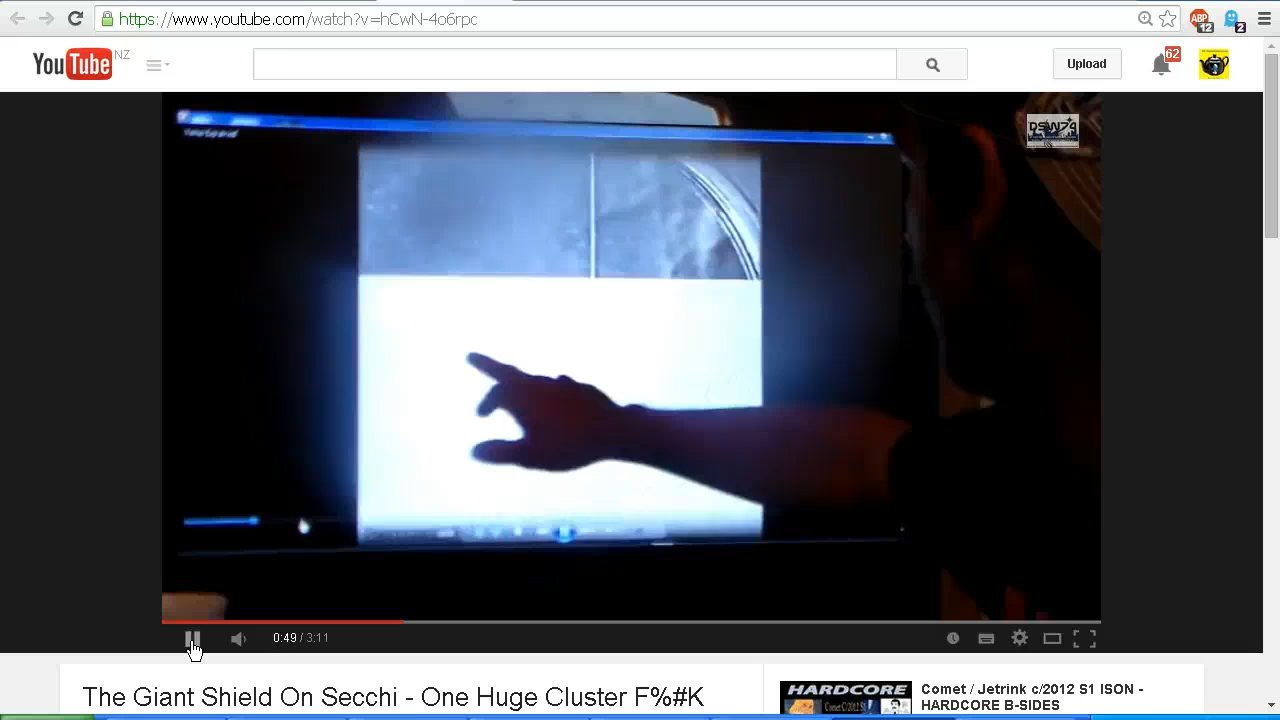 https://www.youtube.com/watch?v=hCwN-4o6rpc
ABP
12
2
YouTube NZ
Upload
62
0:49 / 3:11
The Giant Shield On Secchi - One Huge Cluster F%#K
HARDCORE
Comet / Jetrink c/2012 S1 ISON -
HARDCORE B-SIDES